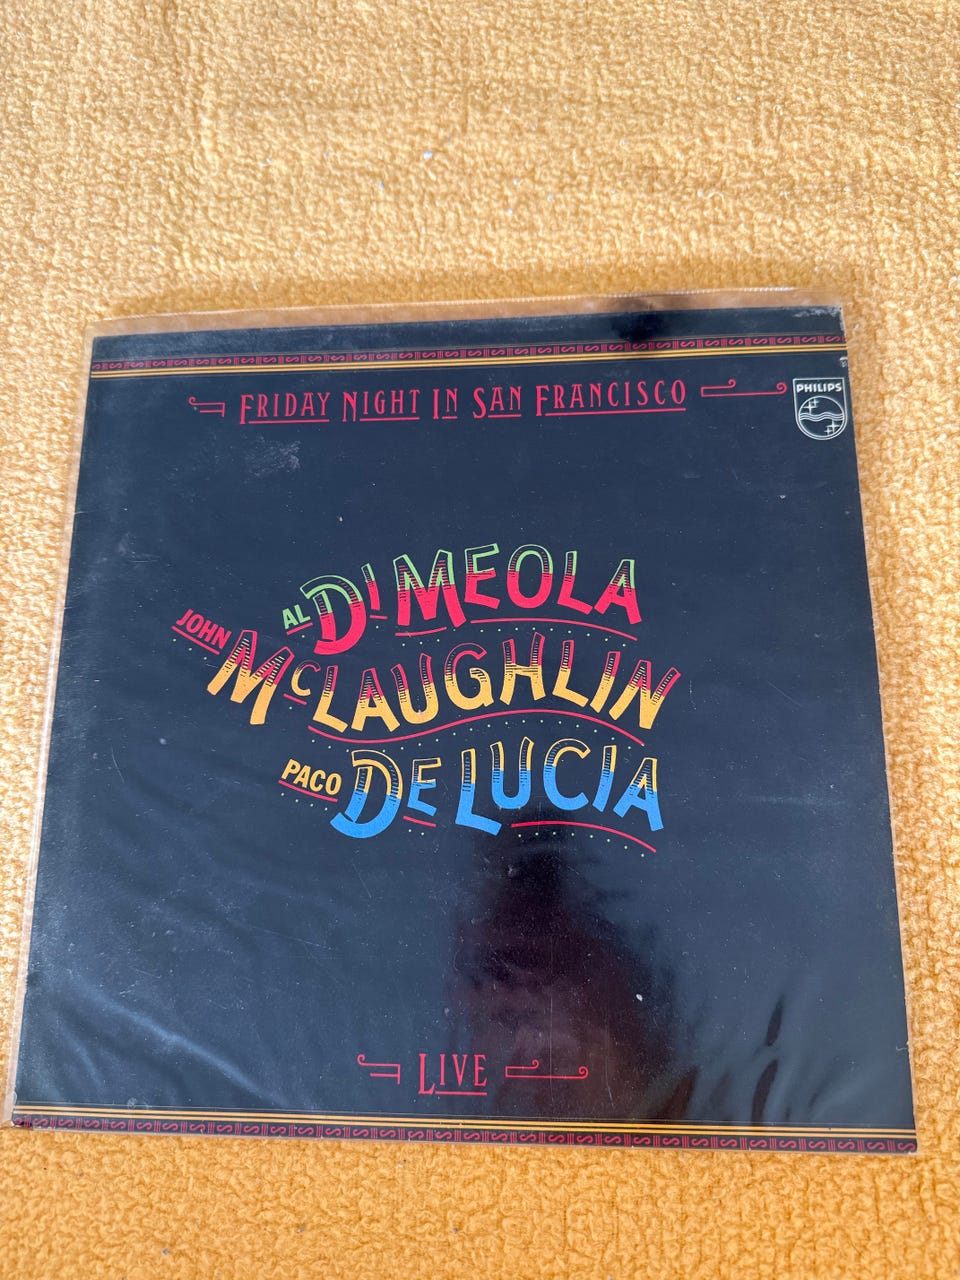 FRIDAY NIGHT IN SAN FRANCISCO
PHILIPS
AL DI MEOLA
JOHN MCLAUGHLIN
PACO DE LUCIA
LIVE